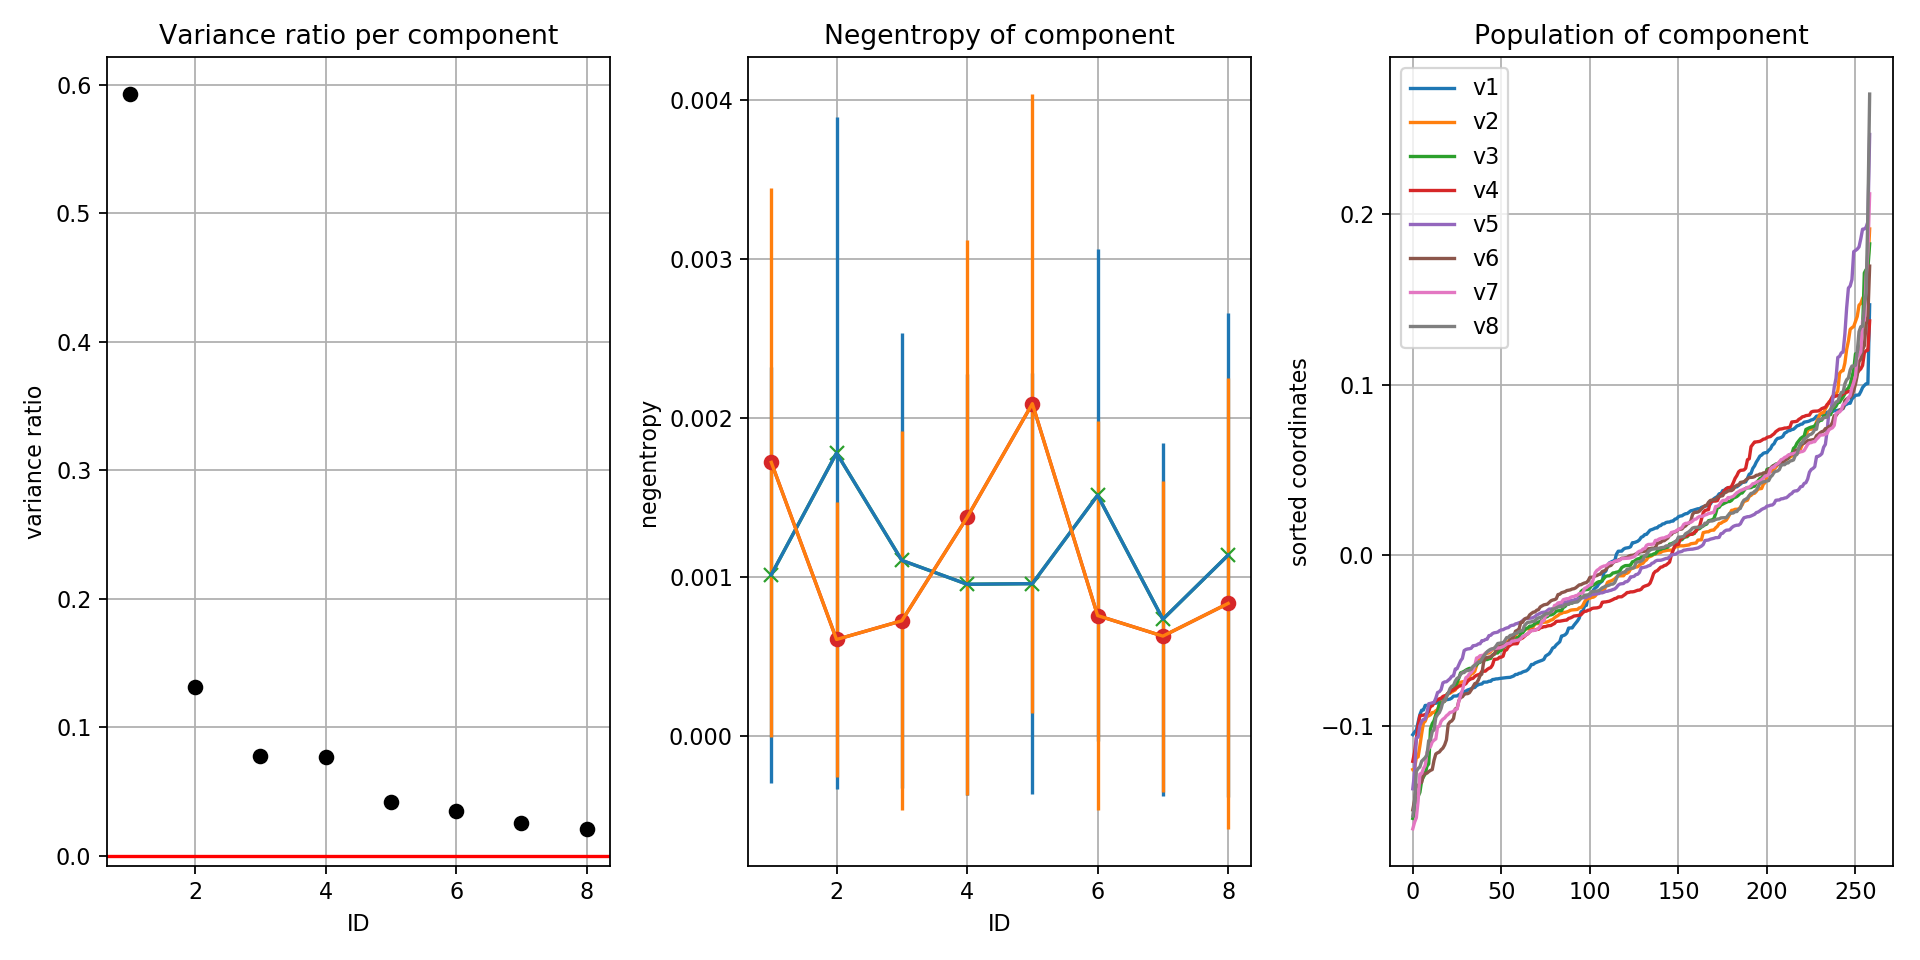 Variance ratio per component
variance ratio
0.6
0.5
0.4
0.3
0.2
0.1
0.0
2
4
6
8
ID
Negentropy of component
negentropy
0.004
0.003
0.002
0.001
0.000
2
4
6
8
ID
Population of component
sorted coordinates
0.2
0.1
0.0
−0.1
0
50
100
150
200
250
v1
v2
v3
v4
v5
v6
v7
v8